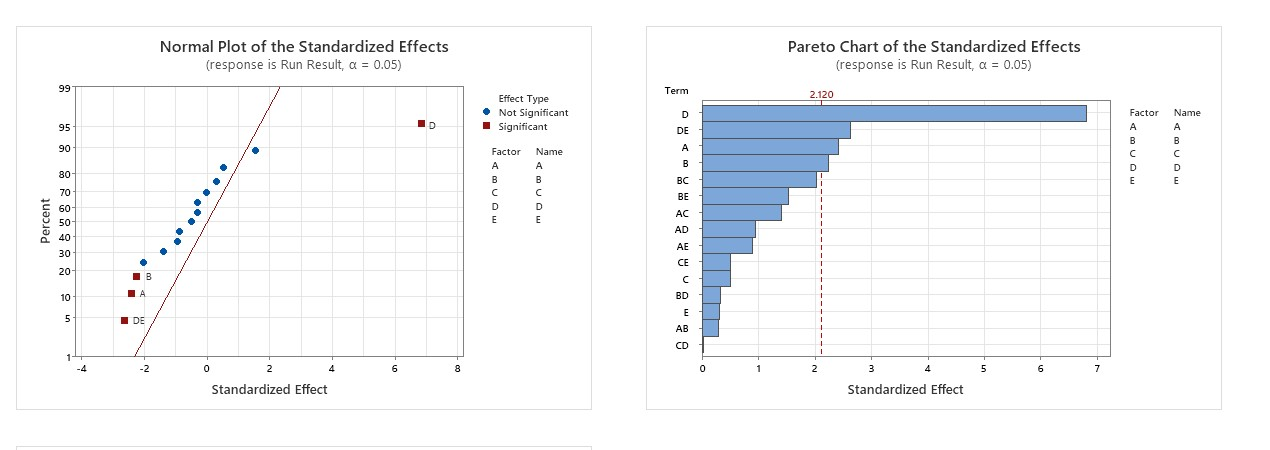 Normal Plot of the Standardized Effects
(response is Run Result, α = 0.05)
99
95
90
80
70
60
50
40
30
20
10
5
1
Percent
D
B
A
DE
-4 -2 0 2 4 6 8
Standardized Effect
Effect Type
Not Significant
Significant
Factor Name
A A
B B
C C
D D
E E
Pareto Chart of the Standardized Effects
(response is Run Result, α = 0.05)
Term
2.120
D
DE
A
B
BC
BE
AC
AD
AE
CE
C
BD
E
AB
CD
0 1 2 3 4 5 6 7
Standardized Effect
Factor Name
A A
B B
C C
D D
E E